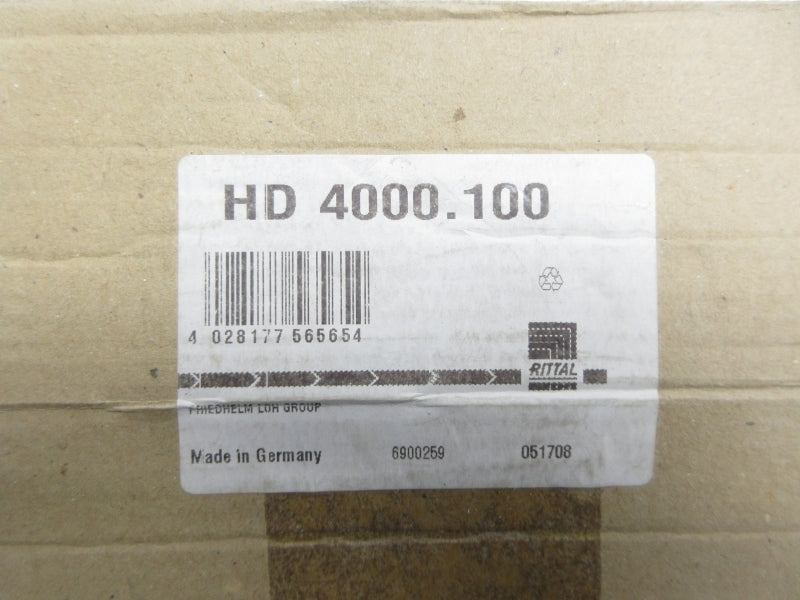 HD 4000.100
4 028177 565654
RITTAL
FRIEDHELM LOH GROUP
Made in Germany 6900259 051708